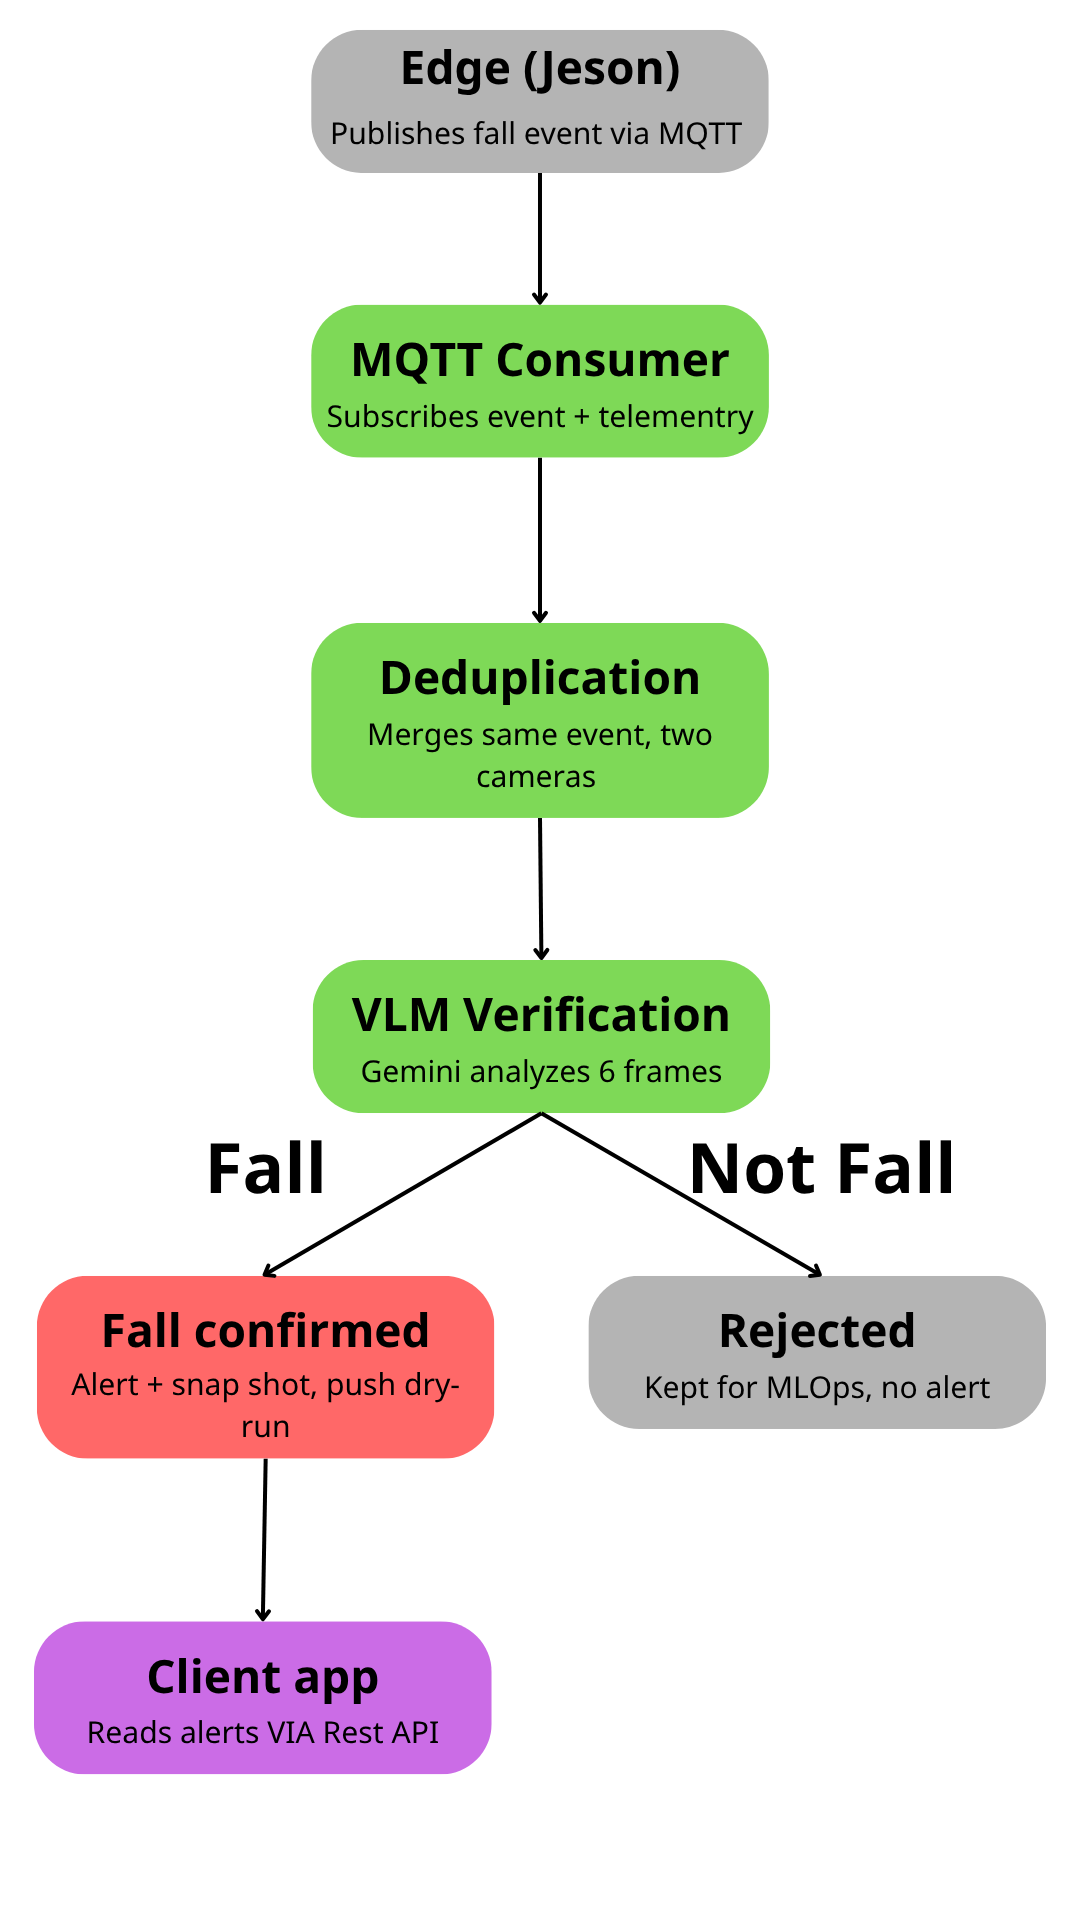 Edge (Jeson)
Publishes fall event via MQTT
MQTT Consumer
Subscribes event + telementry
Deduplication
Merges same event, two
cameras
VLM Verification
Gemini analyzes 6 frames
Fall
Not Fall
Fall confirmed
Alert + snap shot, push dry-
run
Rejected
Kept for MLOps, no alert
Client app
Reads alerts VIA Rest API